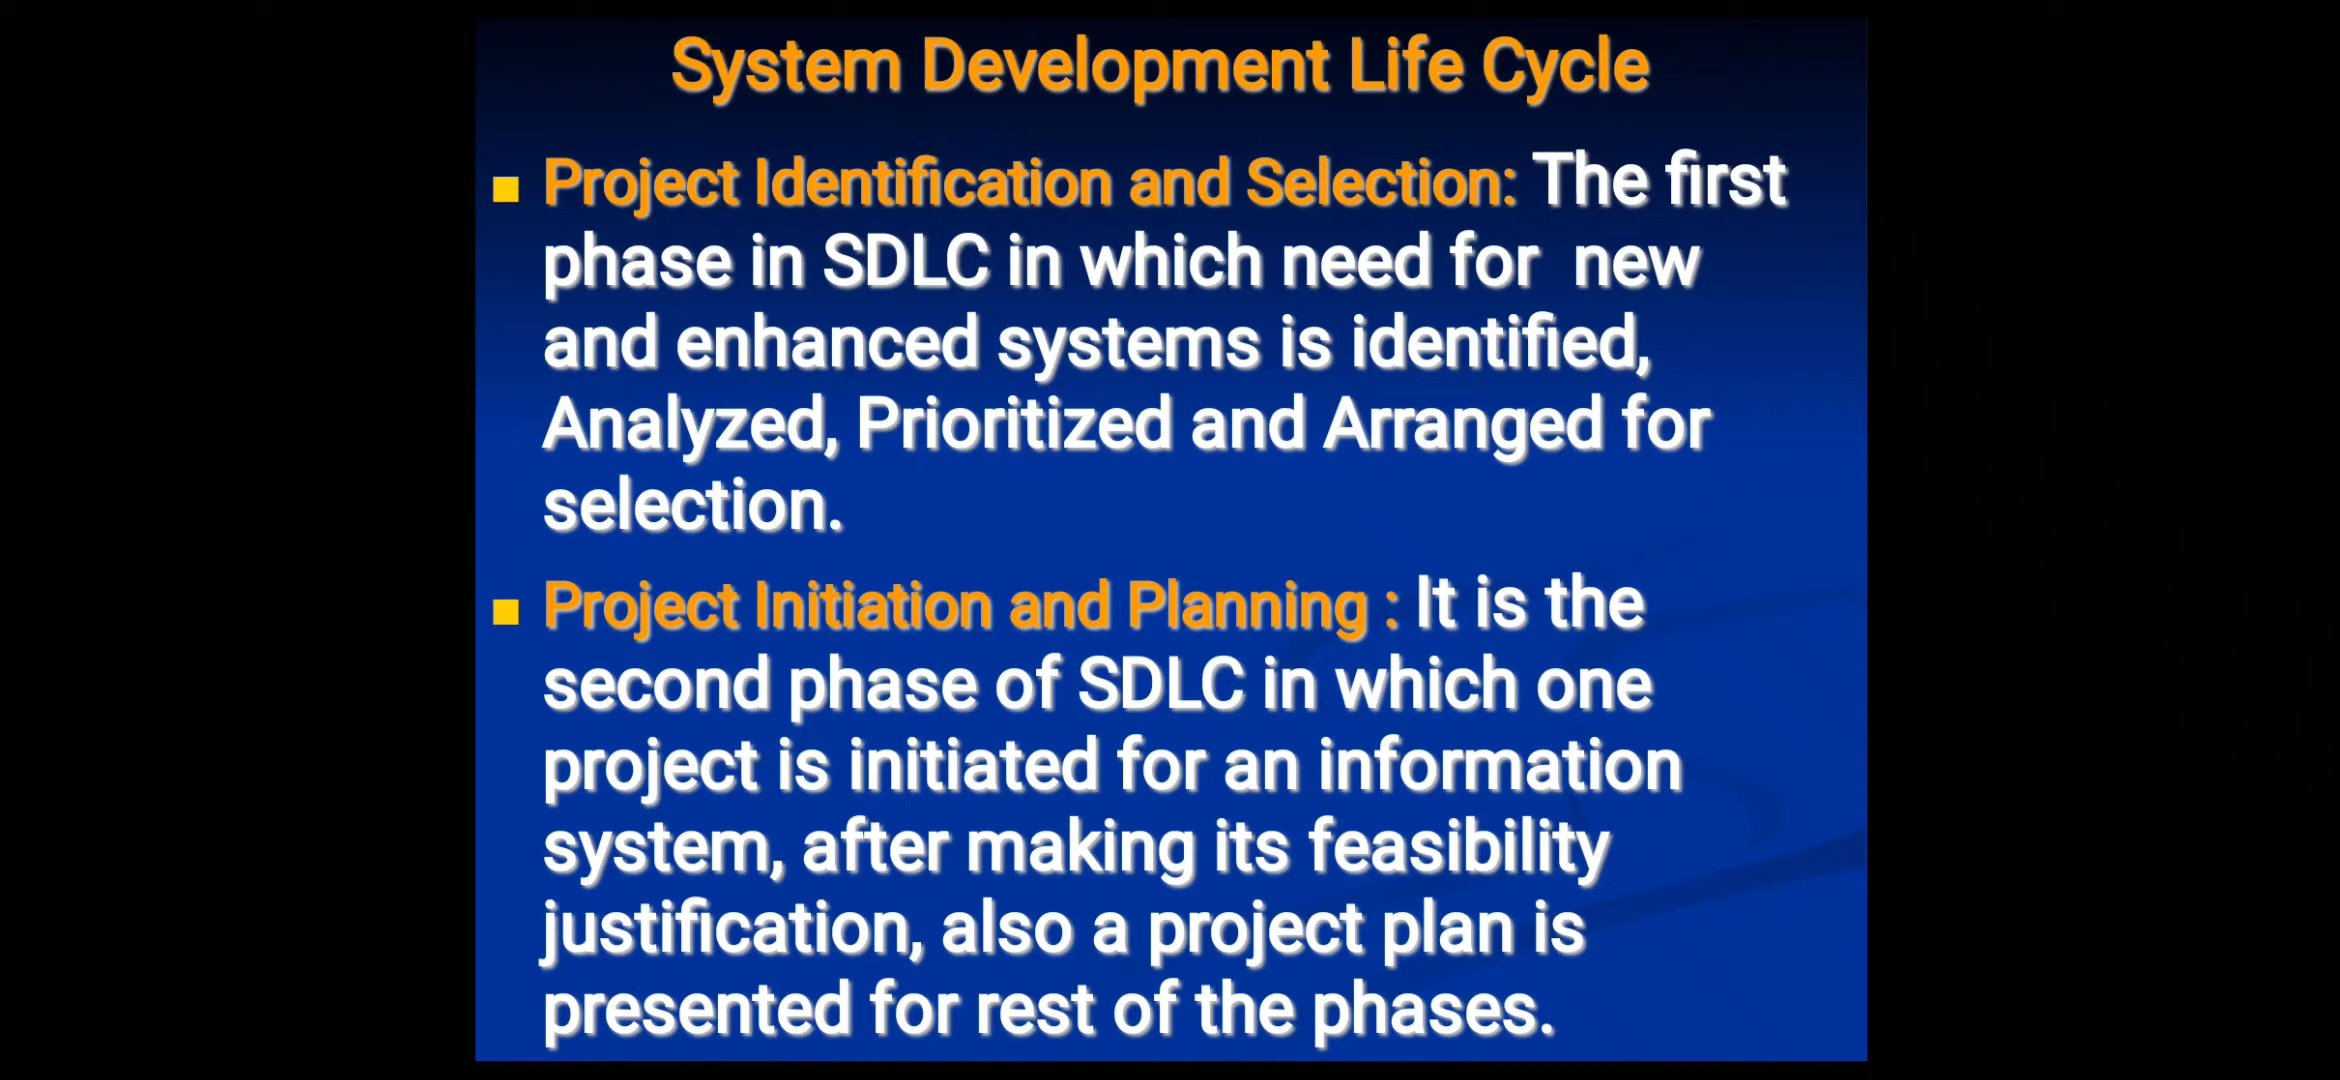 System Development Life Cycle
Project Identification and Selection: The first
phase in SDLC in which need for new
and enhanced systems is identified,
Analyzed, Prioritized and Arranged for
selection.
Project Initiation and Planning : It is the
second phase of SDLC in which one
project is initiated for an information
system, after making its feasibility
justification, also a project plan is
presented for rest of the phases.